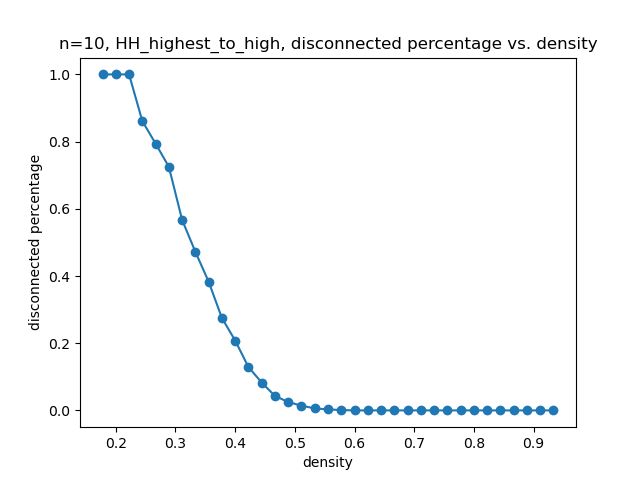 n=10, HH_highest_to_high, disconnected percentage vs. density
1.0
0.8
0.6
0.4
0.2
0.0
disconnected percentage
0.2 0.3 0.4 0.5 0.6 0.7 0.8 0.9
density